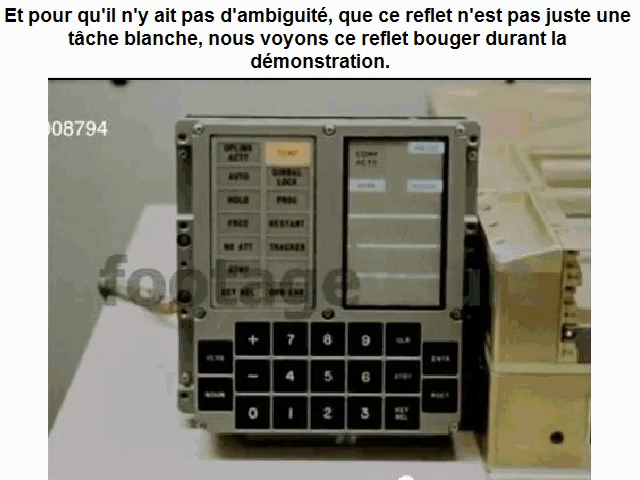 Et pour qu'il n'y ait pas d'ambiguité, que ce reflet n'est pas juste une
tâche blanche, nous voyons ce reflet bouger durant la
démonstration.
008794
UPLINK ACTY TEMP
COMP ACTY
AUTO GIMBAL LOCK
HOLD PROG
FREE RESTART
NO ATT TRACKER
STBY
KEY REL OPR ERR
footage
+ 7 8 9 CLR
VERB ENTR
- 4 5 6 STBY
NOUN RSET
0 1 2 3 KEY REL